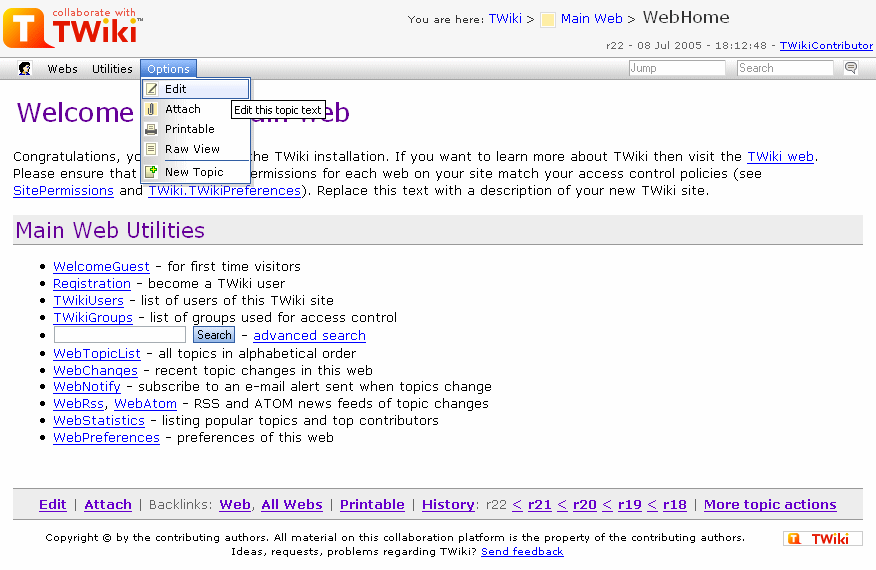 collaborate with
TWiki™
You are here: TWiki > Main Web > WebHome
r22 - 08 Jul 2005 - 18:12:48 - TWikiContributor
Webs Utilities Options Jump Search
Edit
Attach
Edit this topic text
Printable
Raw View
New Topic
Welcome ain Web
Congratulations, yo the TWiki installation. If you want to learn more about TWiki then visit the TWiki web.
Please ensure that ermissions for each web on your site match your access control policies (see
SitePermissions and TWiki.TWikiPreferences). Replace this text with a description of your new TWiki site.
Main Web Utilities
• WelcomeGuest - for first time visitors
• Registration - become a TWiki user
• TWikiUsers - list of users of this TWiki site
• TWikiGroups - list of groups used for access control
• Search - advanced search
• WebTopicList - all topics in alphabetical order
• WebChanges - recent topic changes in this web
• WebNotify - subscribe to an e-mail alert sent when topics change
• WebRss, WebAtom - RSS and ATOM news feeds of topic changes
• WebStatistics - listing popular topics and top contributors
• WebPreferences - preferences of this web
Edit | Attach | Backlinks: Web, All Webs | Printable | History: r22 < r21 < r20 < r19 < r18 | More topic actions
Copyright © by the contributing authors. All material on this collaboration platform is the property of the contributing authors.
Ideas, requests, problems regarding TWiki? Send feedback
TWiki